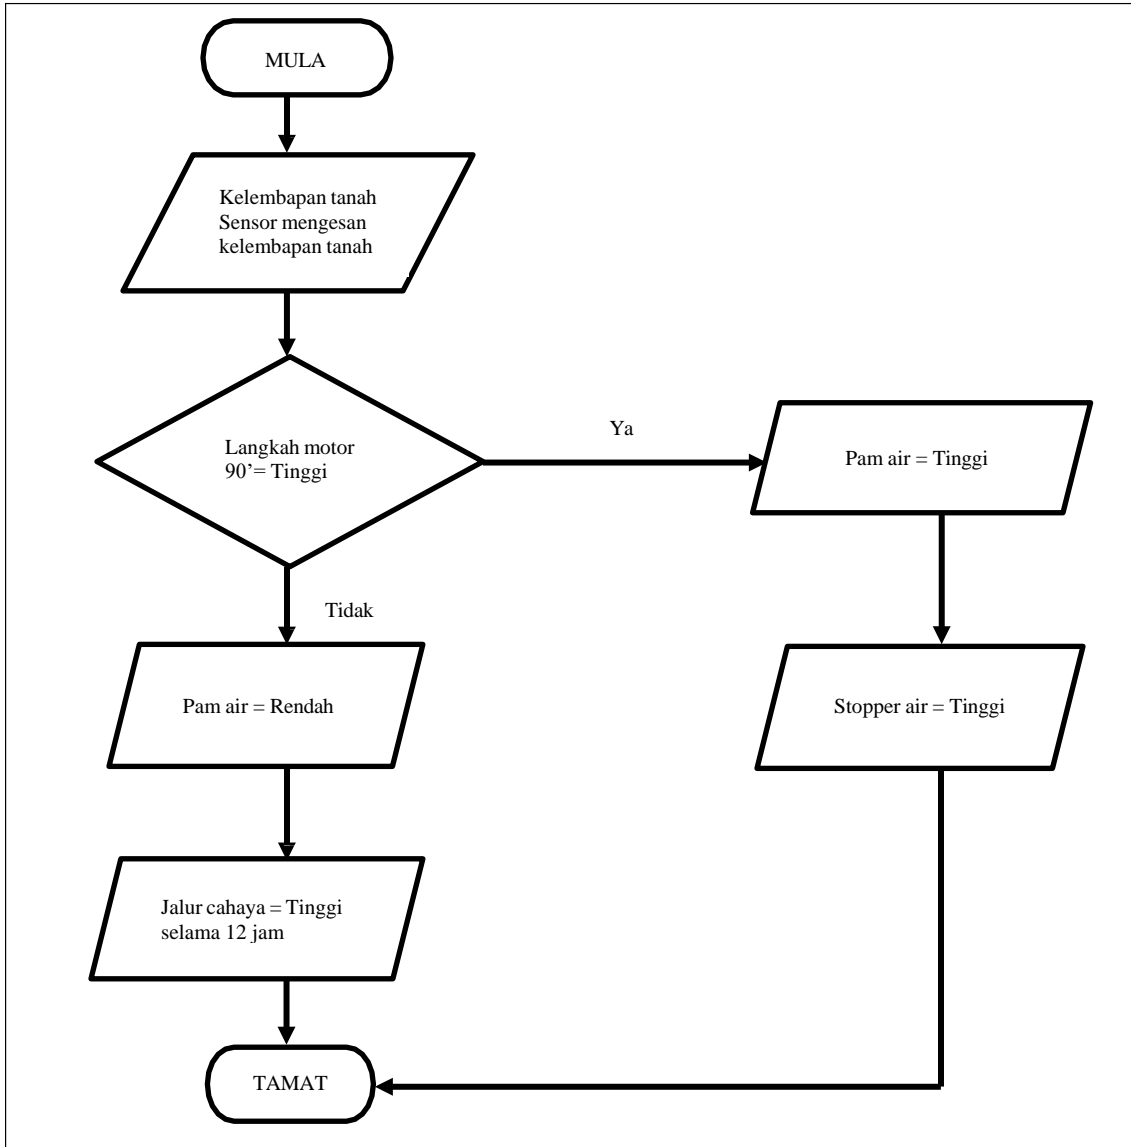 MULA
Kelembapan tanah
Sensor mengesan
kelembapan tanah
Langkah motor
90’= Tinggi
Ya
Pam air = Tinggi
Tidak
Pam air = Rendah
Stopper air = Tinggi
Jalur cahaya = Tinggi
selama 12 jam
TAMAT